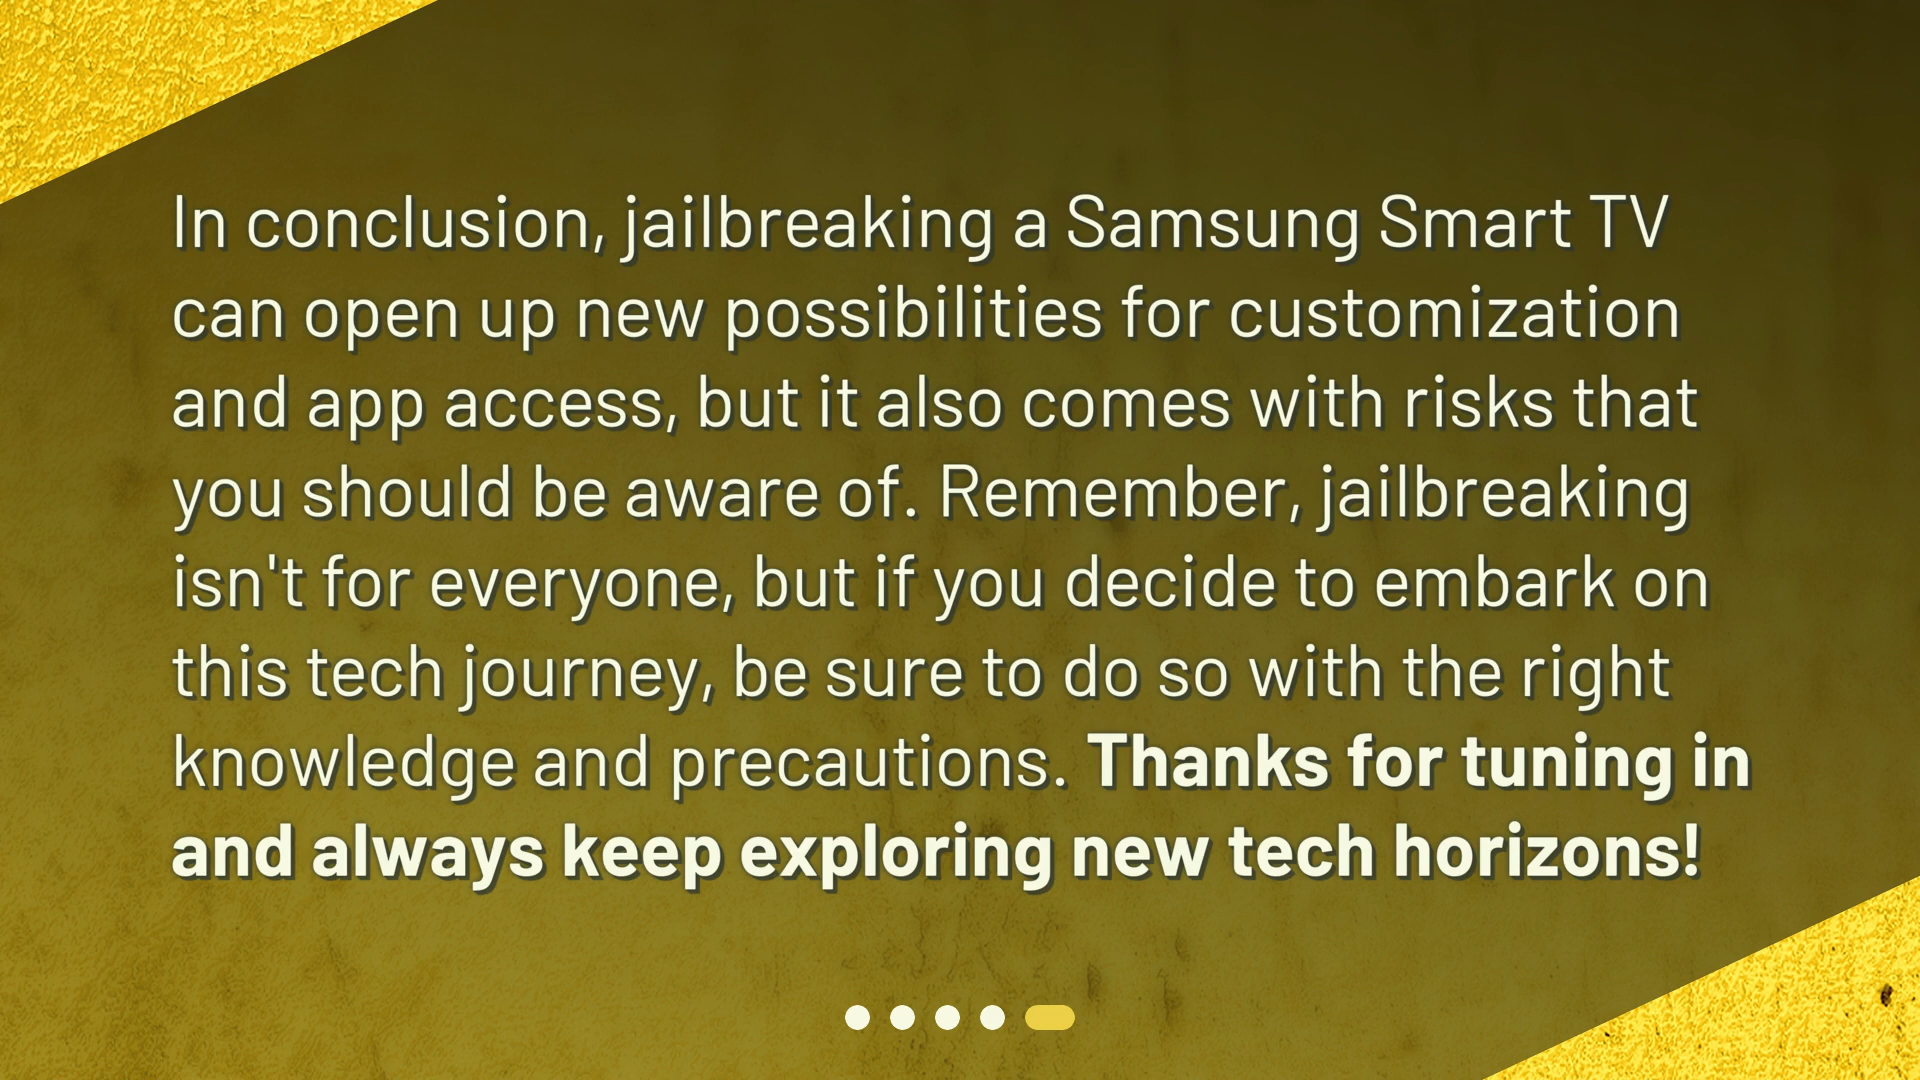 In conclusion, jailbreaking a Samsung Smart TV
can open up new possibilities for customization
and app access, but it also comes with risks that
you should be aware of. Remember, jailbreaking
isn't for everyone, but if you decide to embark on
this tech journey, be sure to do so with the right
knowledge and precautions. Thanks for tuning in
and always keep exploring new tech horizons!